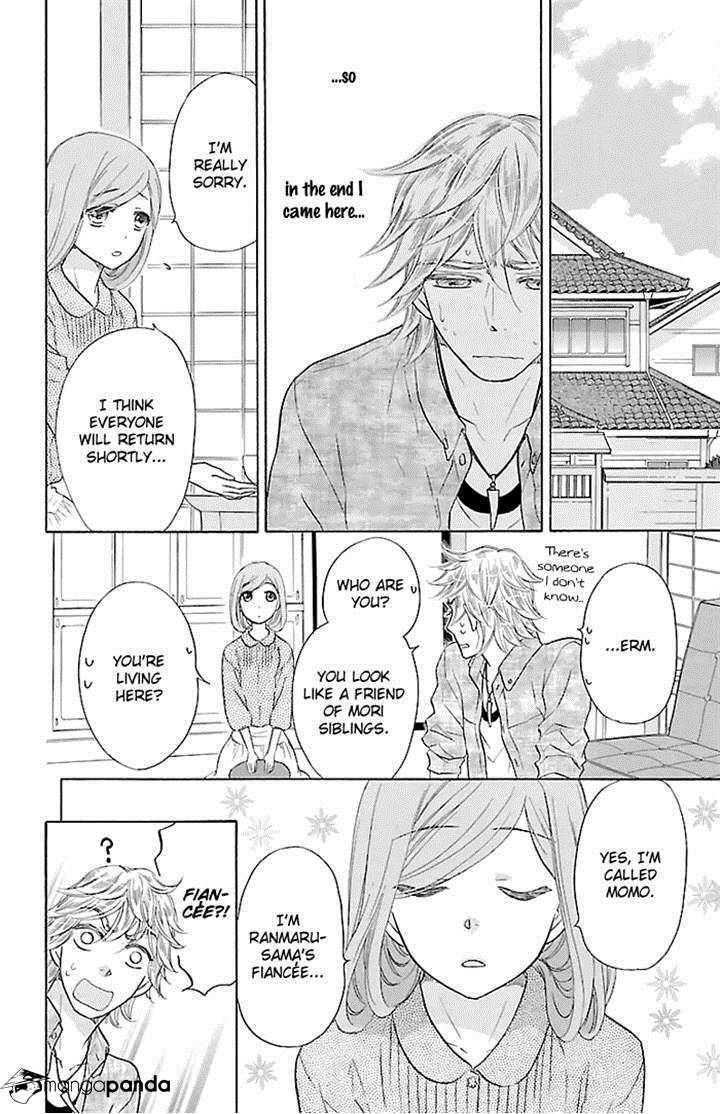 ...so
in the end I
came here...
I'M
REALLY
SORRY.
I THINK
EVERYONE
WILL RETURN
SHORTLY...
...ERM.
There's
someone
I don't
know..
WHO ARE
YOU?
YOU LOOK
LIKE A FRIEND
OF MORI
SIBLINGS.
YOU'RE
LIVING
HERE?
YES, I'M
CALLED
MOMO.
I'M
RANMARU-
SAMA'S
FIANCÉE...
?
FIAN-
CÉE?!
mangapanda